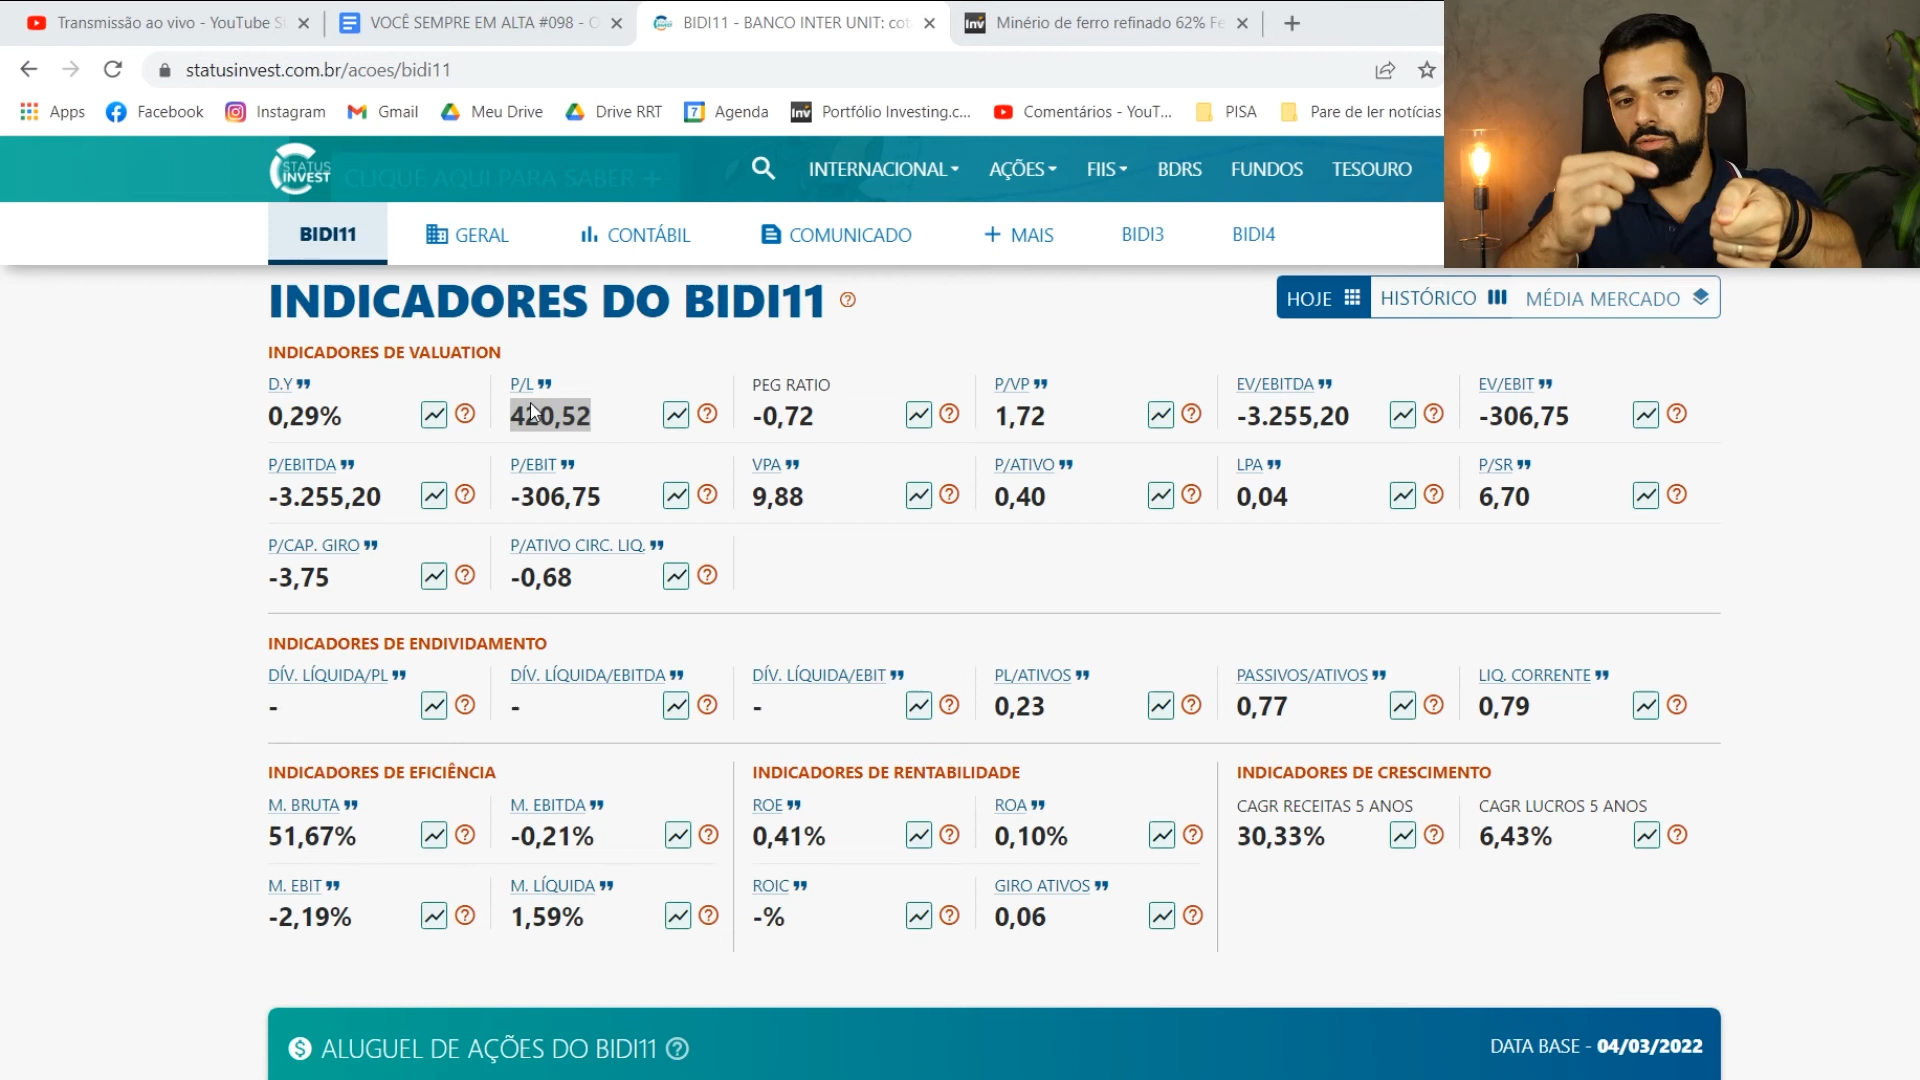 Transmissão ao vivo - YouTube S
VOCÊ SEMPRE EM ALTA #098 - O
BIDI11 - BANCO INTER UNIT: cot
Minério de ferro refinado 62% Fe
statusinvest.com.br/acoes/bidi11
Apps
Facebook
Instagram
Gmail
Meu Drive
Drive RRT
7
Agenda
Inv
Portfólio Investing.c...
Comentários - YouT...
PISA
Pare de ler notícias
STATUS
INVEST
CLIQUE AQUI PARA SABER +
INTERNACIONAL
AÇÕES
FIIS
BDRS
FUNDOS
TESOURO
BIDI11
GERAL
CONTÁBIL
COMUNICADO
+ MAIS
BIDI3
BIDI4
INDICADORES DO BIDI11
HOJE
HISTÓRICO
MÉDIA MERCADO
INDICADORES DE VALUATION
D.Y
P/L
PEG RATIO
P/VP
EV/EBITDA
EV/EBIT
0,29%
420,52
-0,72
1,72
-3.255,20
-306,75
P/EBITDA
P/EBIT
VPA
P/ATIVO
LPA
P/SR
-3.255,20
-306,75
9,88
0,40
0,04
6,70
P/CAP. GIRO
P/ATIVO CIRC. LIQ.
-3,75
-0,68
INDICADORES DE ENDIVIDAMENTO
DÍV. LÍQUIDA/PL
DÍV. LÍQUIDA/EBITDA
DÍV. LÍQUIDA/EBIT
PL/ATIVOS
PASSIVOS/ATIVOS
LIQ. CORRENTE
-
-
-
0,23
0,77
0,79
INDICADORES DE EFICIÊNCIA
INDICADORES DE RENTABILIDADE
INDICADORES DE CRESCIMENTO
M. BRUTA
M. EBITDA
ROE
ROA
CAGR RECEITAS 5 ANOS
CAGR LUCROS 5 ANOS
51,67%
-0,21%
0,41%
0,10%
30,33%
6,43%
M. EBIT
M. LÍQUIDA
ROIC
GIRO ATIVOS
-2,19%
1,59%
-%
0,06
ALUGUEL DE AÇÕES DO BIDI11
DATA BASE - 04/03/2022